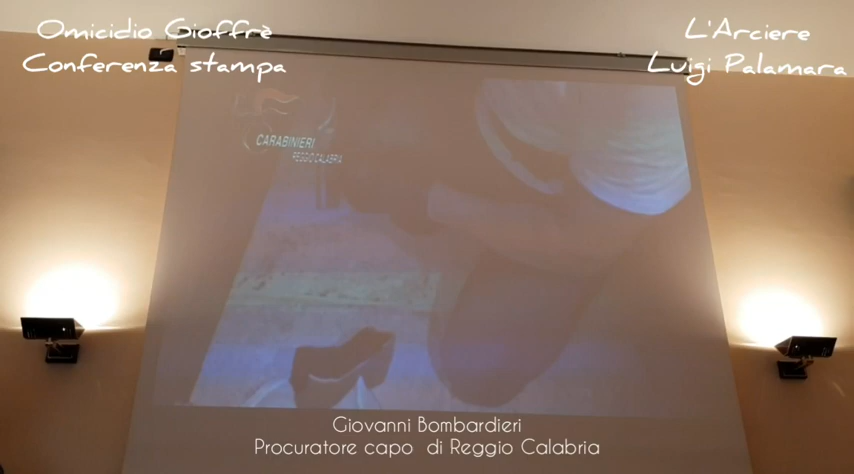 Omicidio Gioffrè
Conferenza stampa
L'Arciere
Luigi Palamara
CARABINIERI
REGGIO CALABRIA
Giovanni Bombardieri
Procuratore capo di Reggio Calabria